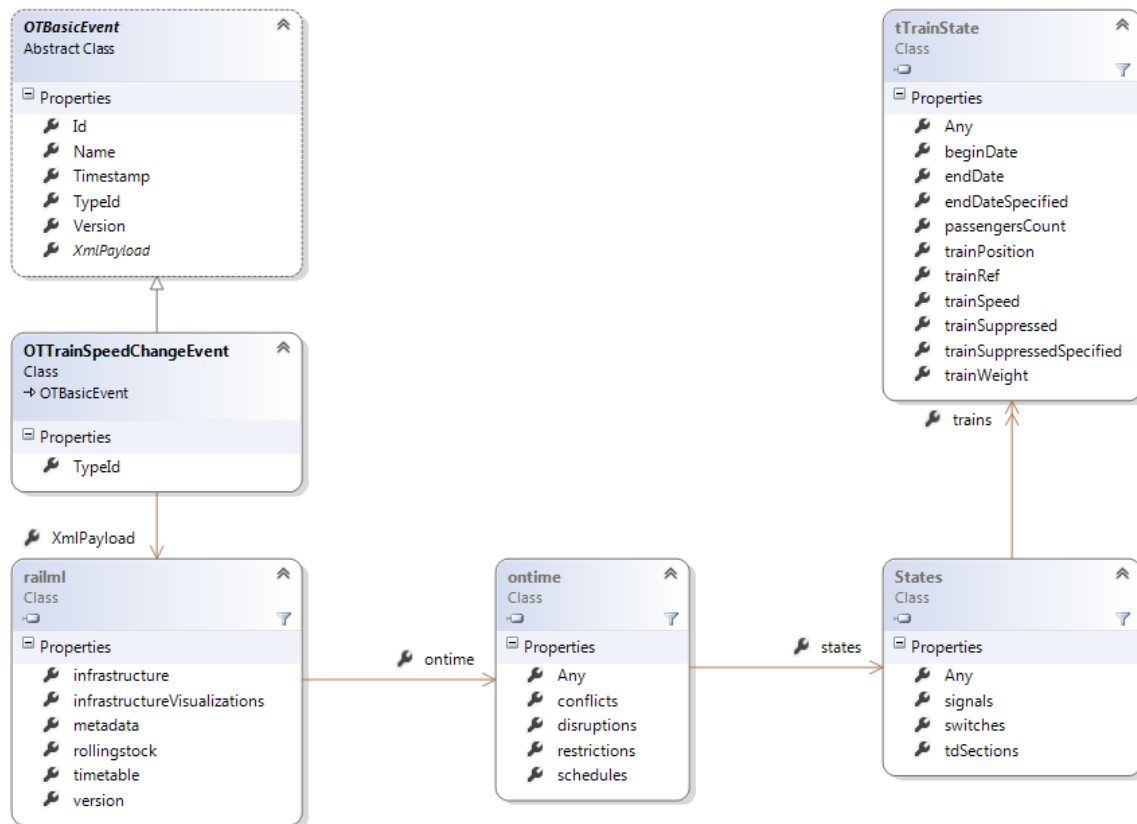 OTBasicEvent
Abstract Class
Properties
Id
Name
Timestamp
TypeId
Version
XmlPayload
OTTrainSpeedChangeEvent
Class
OTBasicEvent
Properties
TypeId
XmlPayload
railml
Class
Properties
infrastructure
infrastructureVisualizations
metadata
rollingstock
timetable
version
ontime
ontime
Class
Properties
Any
conflicts
disruptions
restrictions
schedules
states
States
Class
Properties
Any
signals
switches
tdSections
trains
tTrainState
Class
Properties
Any
beginDate
endDate
endDateSpecified
passengersCount
trainPosition
trainRef
trainSpeed
trainSuppressed
trainSuppressedSpecified
trainWeight